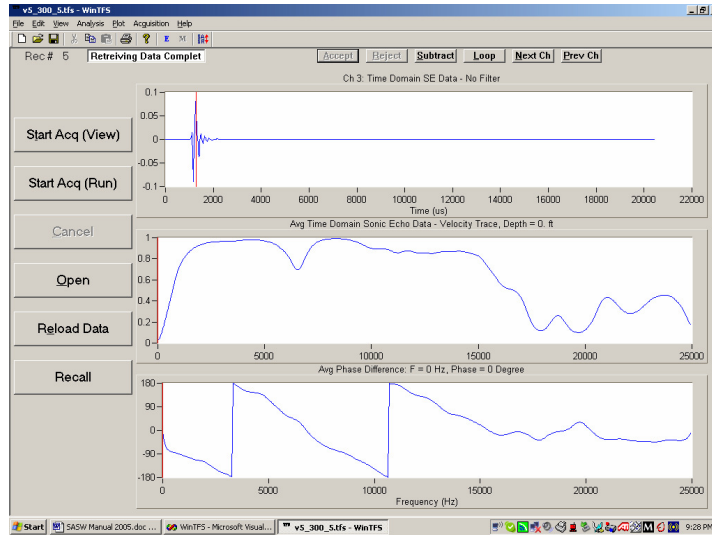 v5_300_5.tfs - WinTFS
File Edit View Analysis Plot Acquisition Help
E M
Rec # 5 Retreiving Data Complet Accept Reject Subtract Loop Next Ch Prev Ch
Start Acq (View)
Start Acq (Run)
Cancel
Open
Reload Data
Recall
Ch 3: Time Domain SE Data - No Filter
0.1
0.05
0
-0.05
-0.1
0 2000 4000 6000 8000 10000 12000 14000 16000 18000 20000 22000
Time (us)
Avg Time Domain Sonic Echo Data - Velocity Trace, Depth = 0. ft
1
0.8
0.6
0.4
0.2
0
0 5000 10000 15000 20000 25000
Avg Phase Difference: F = 0 Hz, Phase = 0 Degree
180
90
0
-90
-180
0 5000 10000 15000 20000 25000
Frequency (Hz)
Start SASW Manual 2005.doc ... WinTFS - Microsoft Visual... v5_300_5.tfs - WinTFS 9:28 PM